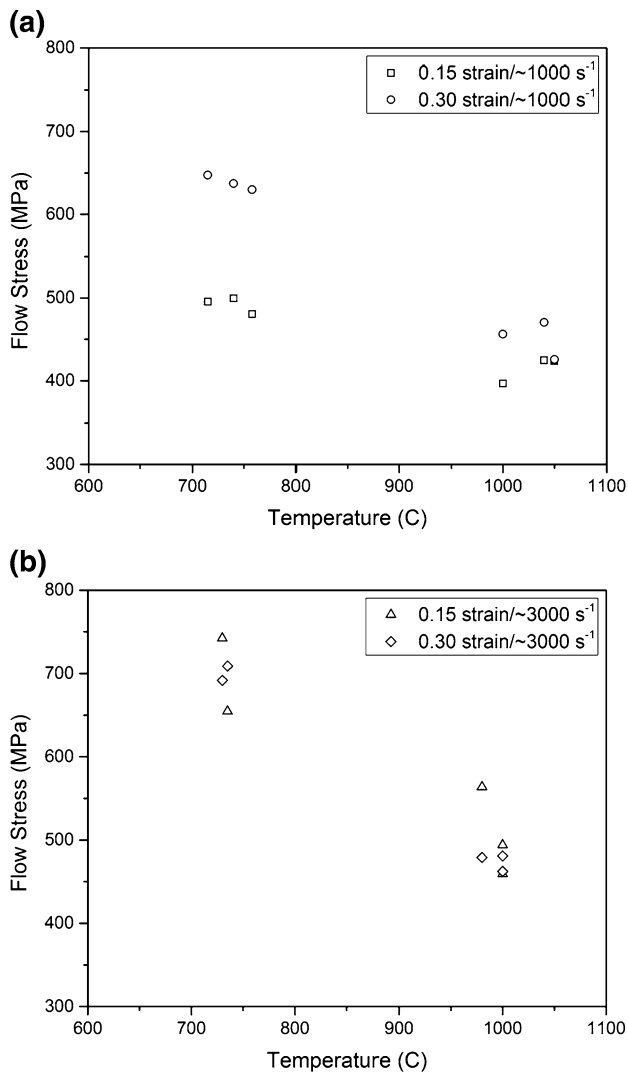 (a)
800
700
600
500
400
300
600 700 800 900 1000 1100
Flow Stress (MPa)
Temperature (C)
0.15 strain/~1000 s⁻¹
0.30 strain/~1000 s⁻¹
(b)
800
700
600
500
400
300
600 700 800 900 1000 1100
Flow Stress (MPa)
Temperature (C)
0.15 strain/~3000 s⁻¹
0.30 strain/~3000 s⁻¹